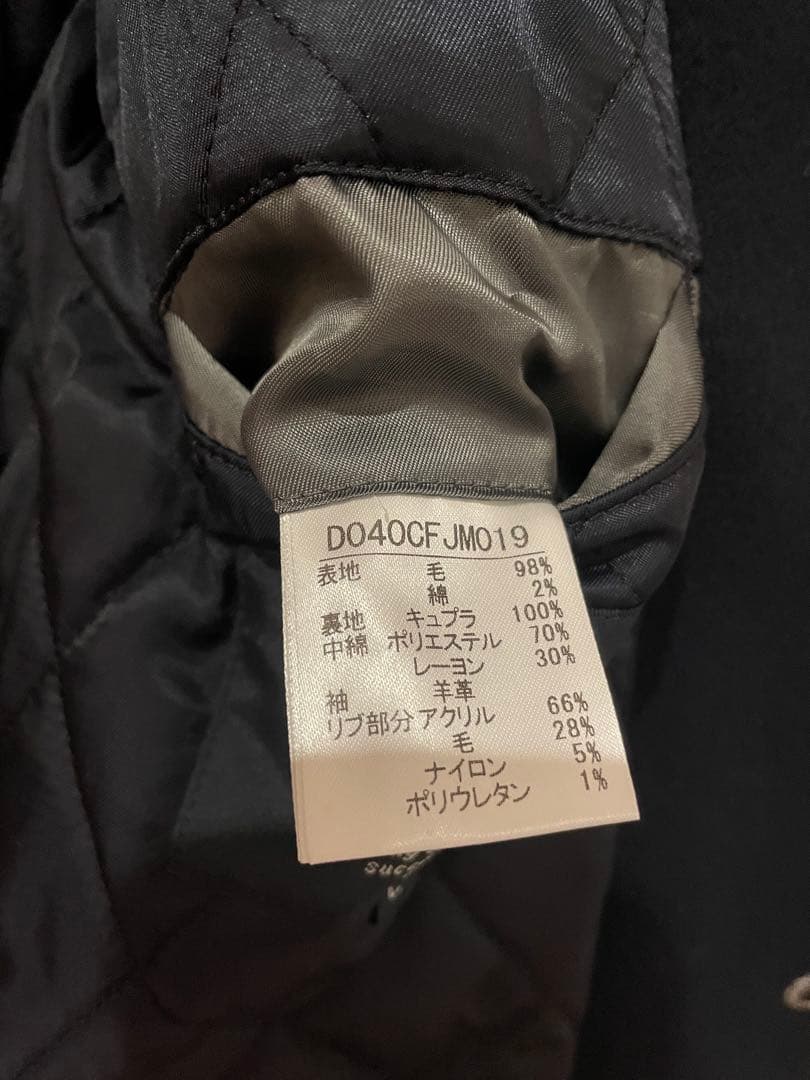 D040CFJM019
表地 毛 98%
綿 2%
裏地 キュプラ 100%
中綿 ポリエステル 70%
レーヨン 30%
袖 羊革
リブ部分 アクリル 66%
毛 28%
ナイロン 5%
ポリウレタン 1%